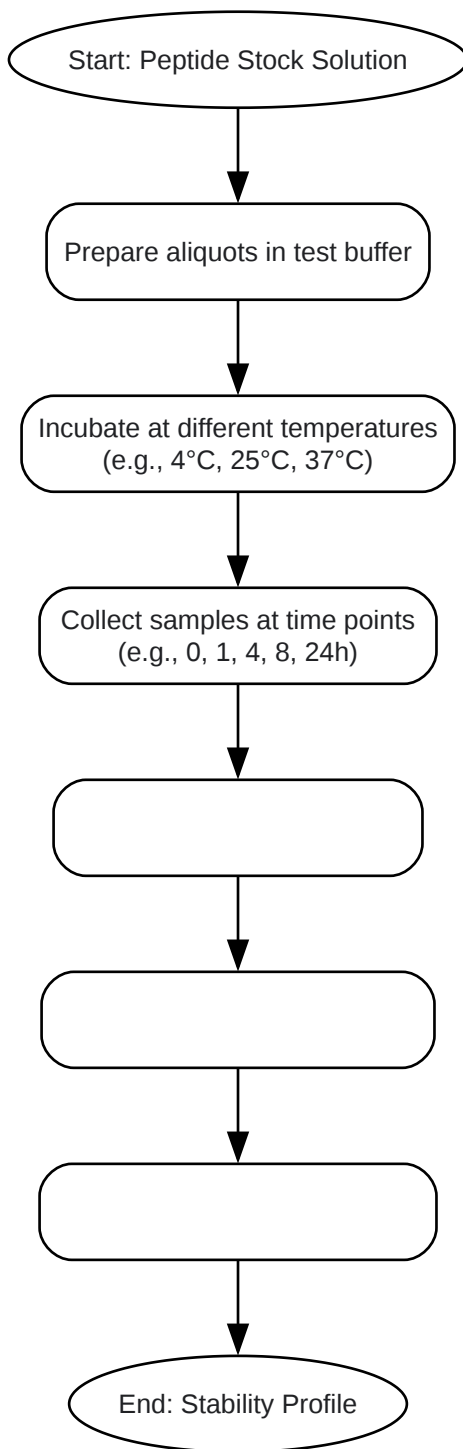 Start: Peptide Stock Solution
Prepare aliquots in test buffer
Incubate at different temperatures
(e.g., 4°C, 25°C, 37°C)
Collect samples at time points
(e.g., 0, 1, 4, 8, 24h)
End: Stability Profile